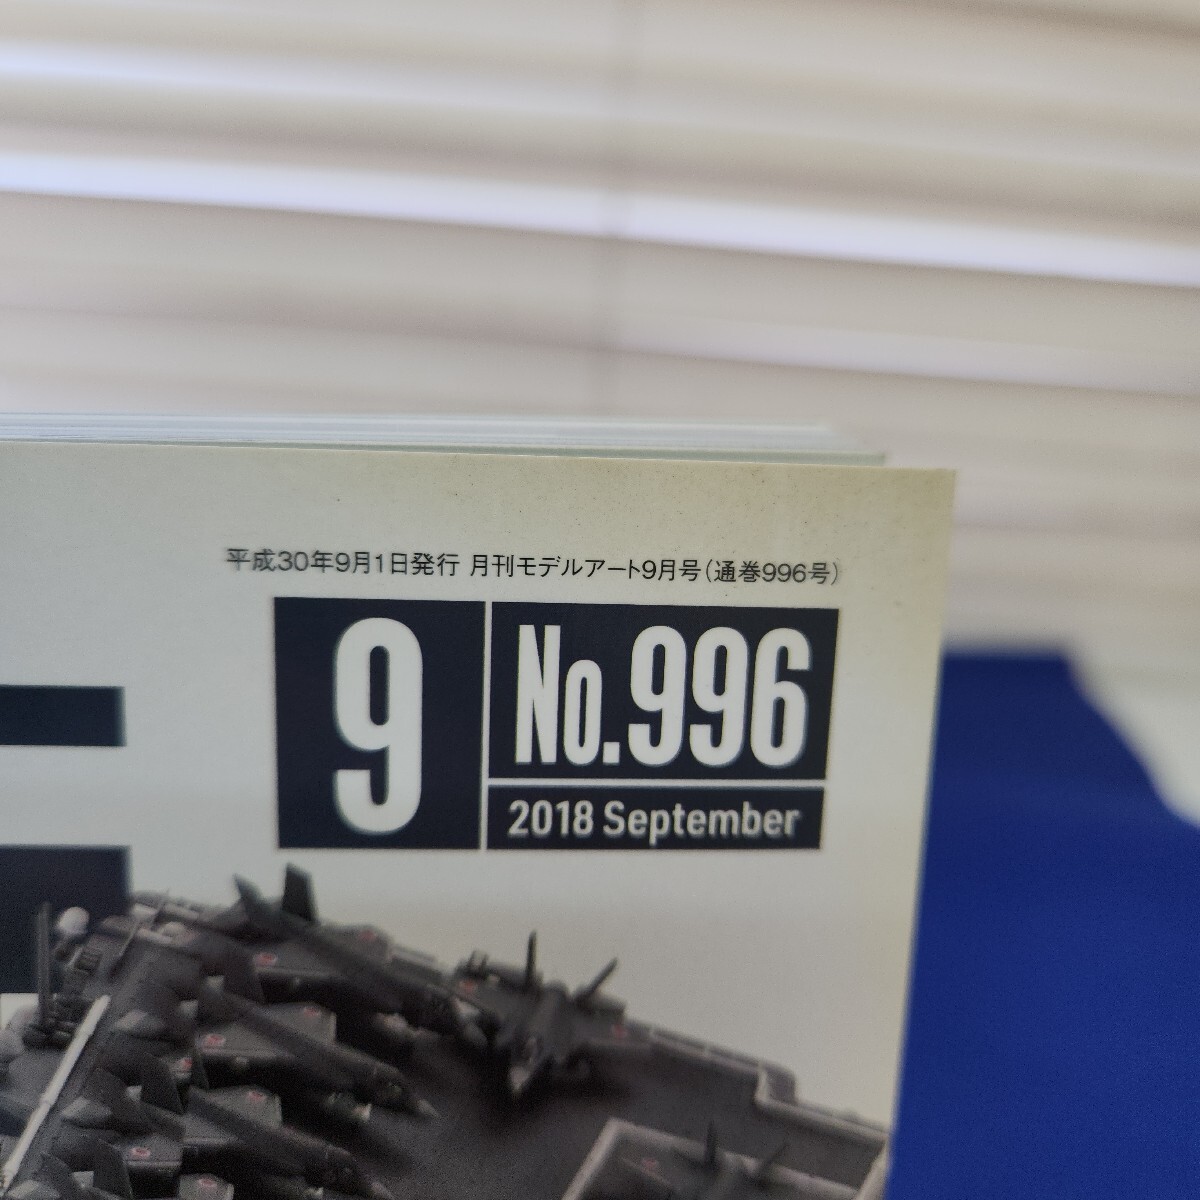 平成30年9月1日発行 月刊モデルアート9月号(通巻996号)
9
No.996
2018 September